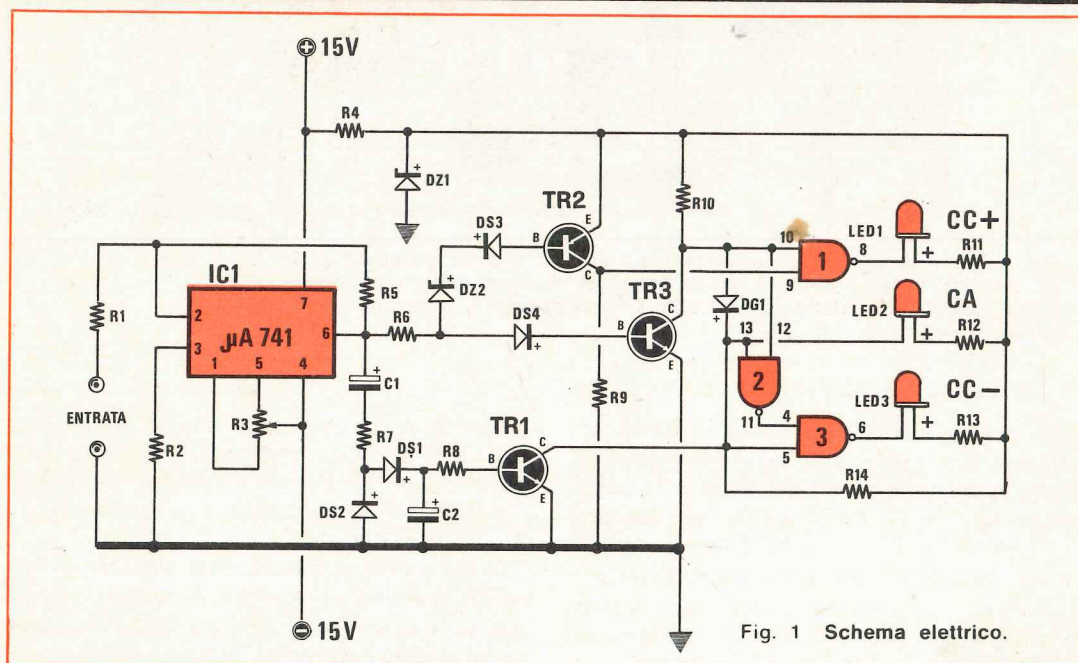 15V
R4
DZ1
TR2
B
E
C
R10
DS3
DZ2
TR3
B
C
E
DS4
R9
R1
IC1
µA 741
2
3
1
5
4
7
6
R5
R6
ENTRATA
R2
R3
C1
R7
DS1
DS2
R8
C2
TR1
B
C
E
DG1
10
9
1
8
LED1
CC+
R11
13
12
2
11
LED2
CA
R12
4
5
3
6
LED3
CC-
R13
R14
15V
Fig. 1 Schema elettrico.